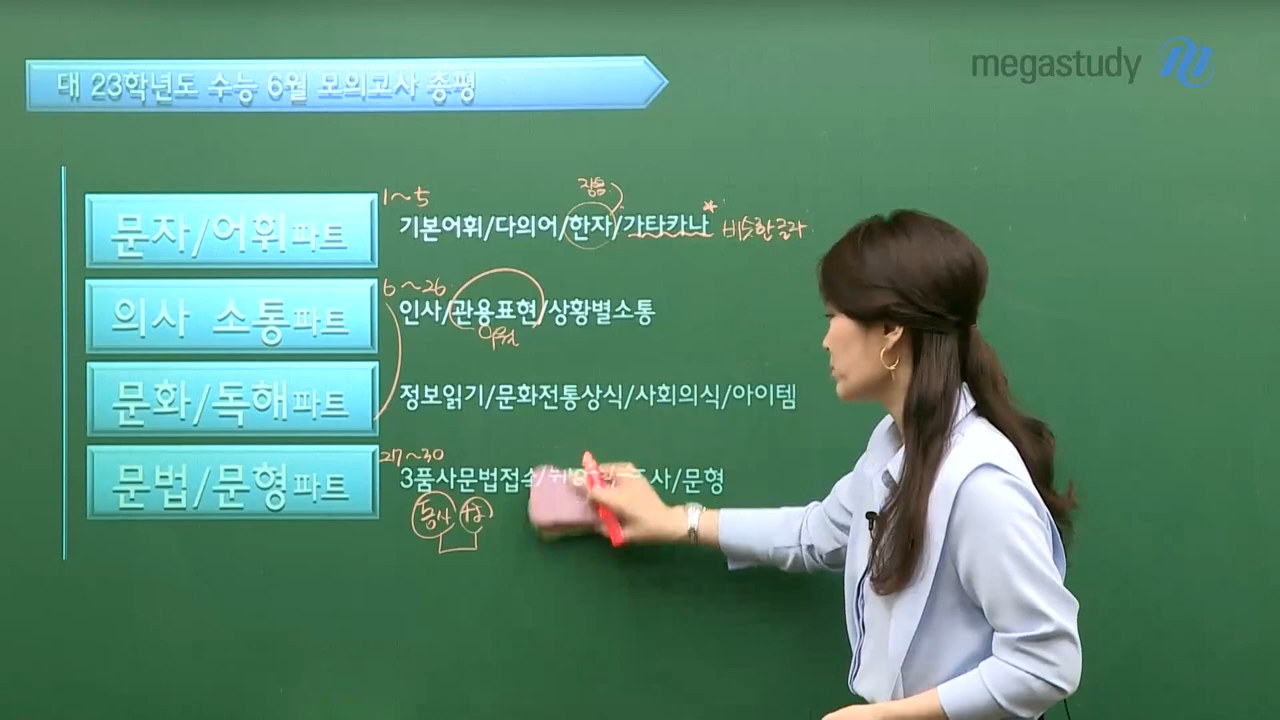 megastudy
대 23학년도 수능 6월 모의고사 총평
1~5
장음
문자/어휘파트
기본어휘/다의어/한자/가타카나
비슷한글자
6~26
의사 소통파트
인사/관용표현/상황별소통
문화/독해파트
정보읽기/문화전통상식/사회의식/아이템
27~30
문법/문형파트
3품사문법접속/
사/문형
동사